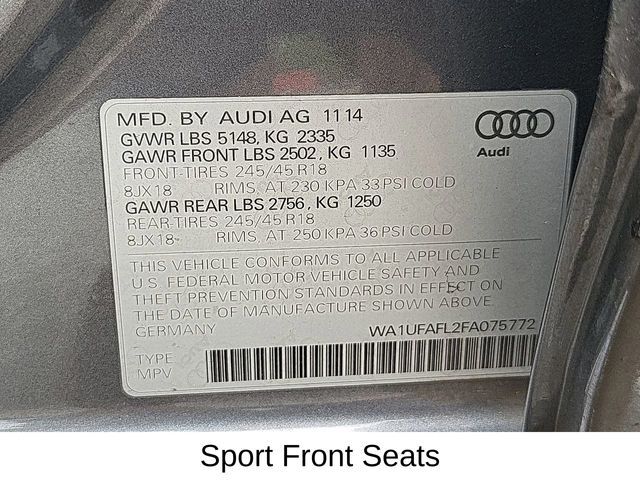 MFD. BY AUDI AG 11 14
GVWR LBS 5148, KG 2335
GAWR FRONT LBS 2502, KG 1135
FRONT-TIRES 245/45 R18
8JX18 RIMS, AT 230 KPA 33 PSI COLD
GAWR REAR LBS 2756, KG 1250
REAR-TIRES 245/45 R18
8JX18 RIMS, AT 250 KPA 36 PSI COLD
Audi
THIS VEHICLE CONFORMS TO ALL APPLICABLE
U.S. FEDERAL MOTOR VEHICLE SAFETY AND
THEFT PREVENTION STANDARDS IN EFFECT ON
THE DATE OF MANUFACTURE SHOWN ABOVE.
GERMANY WA1UFAFL2FA075772
TYPE
MPV
Sport Front Seats